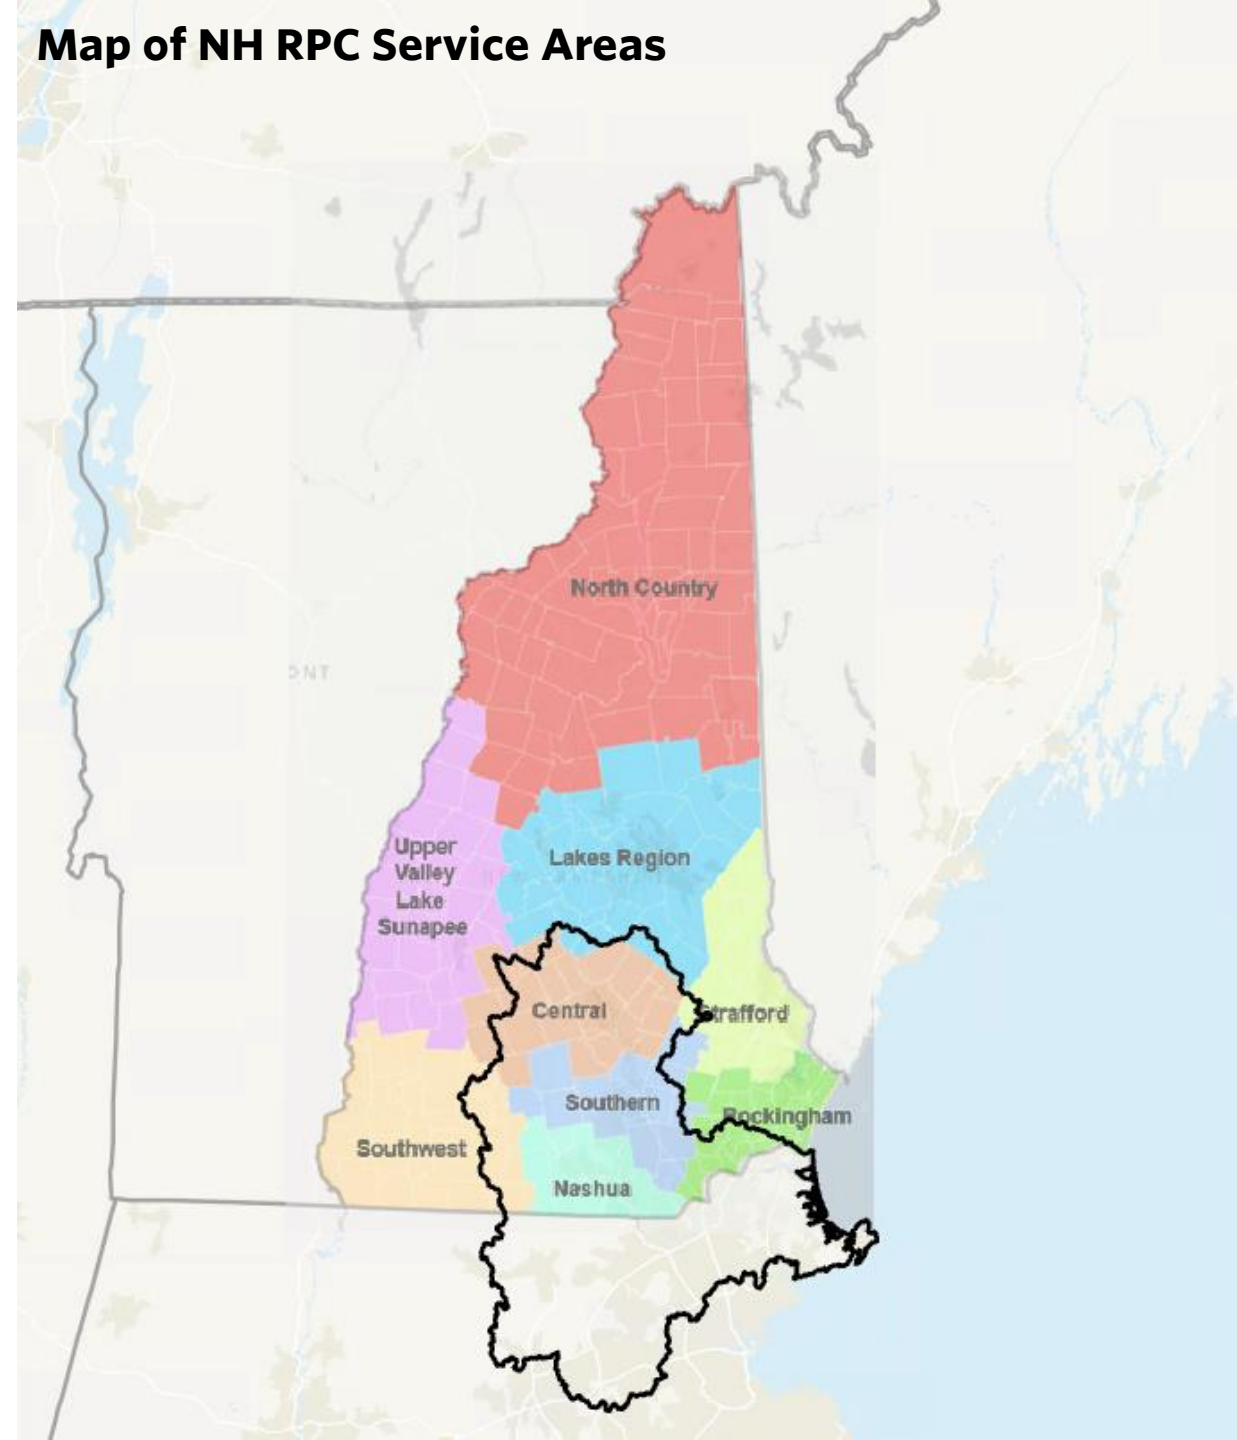 Map of NH RPC Service Areas
North Country
ONT
Upper
Valley
Lake
Sunapee
Lakes Region
Central
Strafford
Southern
Rockingham
Southwest
Nashua